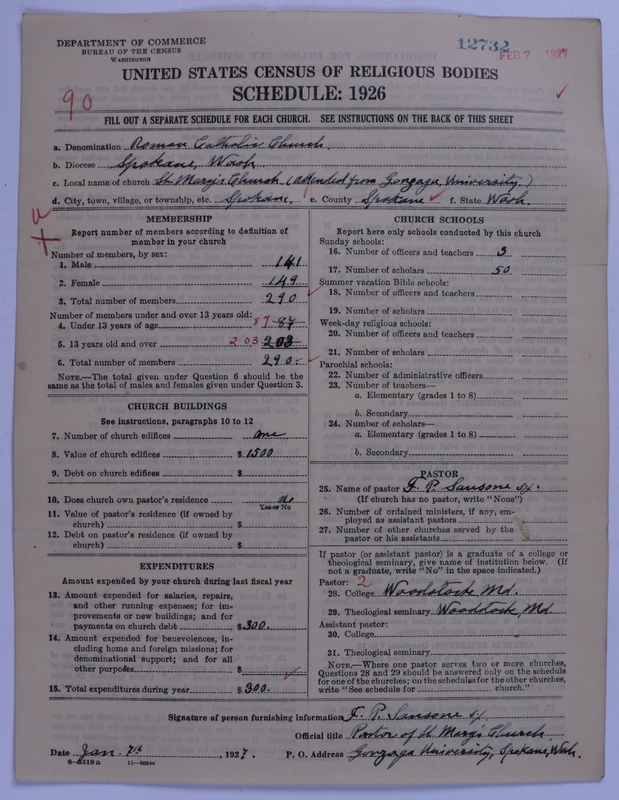 DEPARTMENT OF COMMERCE
BUREAU OF THE CENSUS
WASHINGTON
12732
FEB 7 1927
UNITED STATES CENSUS OF RELIGIOUS BODIES
SCHEDULE: 1926
90
FILL OUT A SEPARATE SCHEDULE FOR EACH CHURCH. SEE INSTRUCTIONS ON THE BACK OF THIS SHEET
a. Denomination Roman Catholic Church.
b. Diocese Spokane, Wash
c. Local name of church St. Mary's Church (attended from Gonzaga University)
d. City, town, village, or township, etc. Spokane. e. County Spokane f. State Wash.
MEMBERSHIP
Report number of members according to definition of
member in your church
Number of members, by sex:
1. Male 141
2. Female 149
3. Total number of members 290
Number of members under and over 13 years old:
4. Under 13 years of age 87 87
5. 13 years old and over 203 203
6. Total number of members 290
NOTE.—The total given under Question 6 should be the
same as the total of males and females given under Question 3.
CHURCH BUILDINGS
See instructions, paragraphs 10 to 12
7. Number of church edifices one
8. Value of church edifices $ 1500
9. Debt on church edifices $
10. Does church own pastor's residence no
Yes or No
11. Value of pastor's residence (if owned by
church) $
12. Debt on pastor's residence (if owned by
church) $
EXPENDITURES
Amount expended by your church during last fiscal year
13. Amount expended for salaries, repairs,
and other running expenses; for im-
provements or new buildings; and for
payments on church debt $ 300.
14. Amount expended for benevolences, in-
cluding home and foreign missions; for
denominational support; and for all
other purposes $
15. Total expenditures during year $ 300.
CHURCH SCHOOLS
Report here only schools conducted by this church
Sunday schools:
16. Number of officers and teachers 3
17. Number of scholars 50
Summer vacation Bible schools:
18. Number of officers and teachers
19. Number of scholars
Week-day religious schools:
20. Number of officers and teachers
21. Number of scholars
Parochial schools:
22. Number of administrative officers
23. Number of teachers—
a. Elementary (grades 1 to 8)
b. Secondary
24. Number of scholars—
a. Elementary (grades 1 to 8)
b. Secondary
PASTOR
25. Name of pastor F. P. Sansone SJ.
(If church has no pastor, write "None")
26. Number of ordained ministers, if any, em-
ployed as assistant pastors
27. Number of other churches served by the
pastor or his assistants
If pastor (or assistant pastor) is a graduate of a college or
theological seminary, give name of institution below. (If
not a graduate, write "No" in the space indicated.)
Pastor: 2
28. College Woodstock Md.
29. Theological seminary Woodstock, Md.
Assistant pastor:
30. College
31. Theological seminary
NOTE.—Where one pastor serves two or more churches,
Questions 28 and 29 should be answered only on the schedule
for one of the churches; on the schedules for the other churches,
write "See schedule for church."
Signature of person furnishing information F. P. Sansone SJ
Official title Pastor of St Mary's Church
Date Jan. 7th, 1927. P. O. Address Gonzaga University, Spokane, Wash.
8—5518 a 11—9084